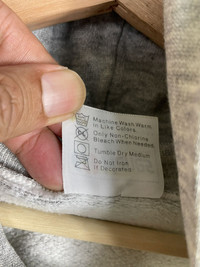 Machine Wash Warm
In Like Colors.
Only Non-Chlorine
Bleach When Needed.
Tumble Dry Medium.
Do Not Iron
If Decorated.